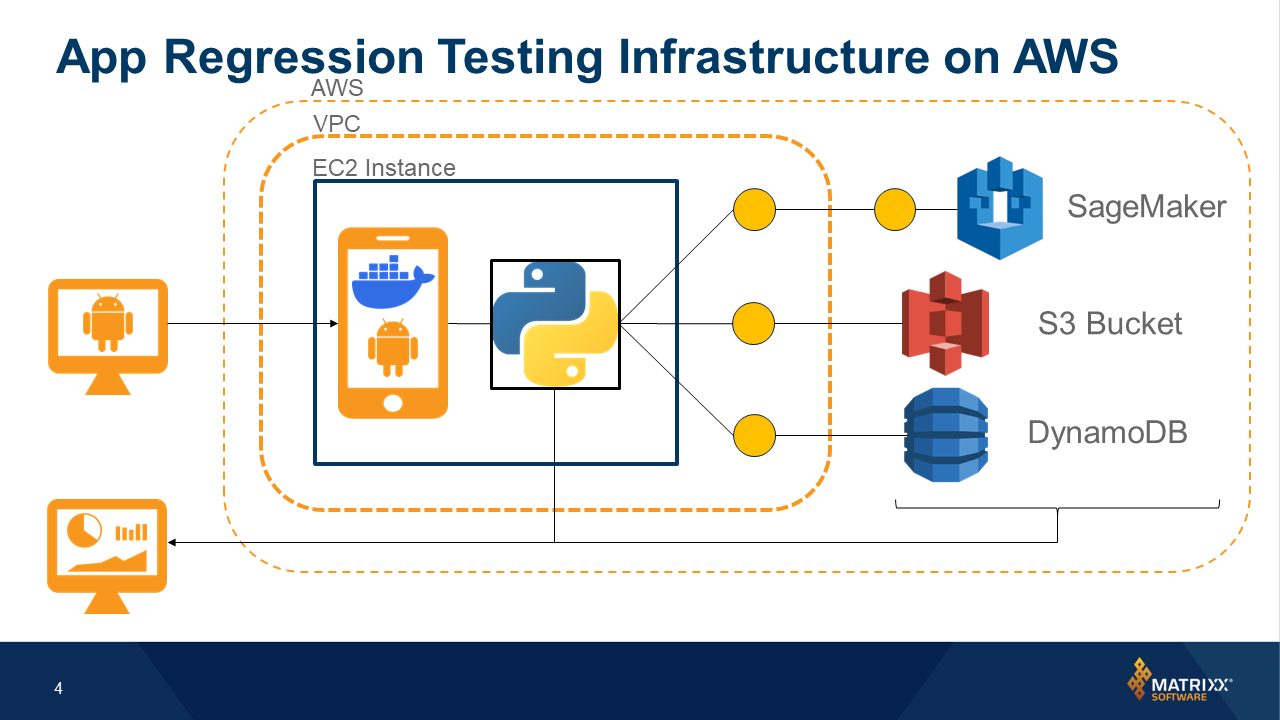 App Regression Testing Infrastructure on AWS
AWS
VPC
EC2 Instance
SageMaker
S3 Bucket
DynamoDB
4
MATRIXX®
SOFTWARE